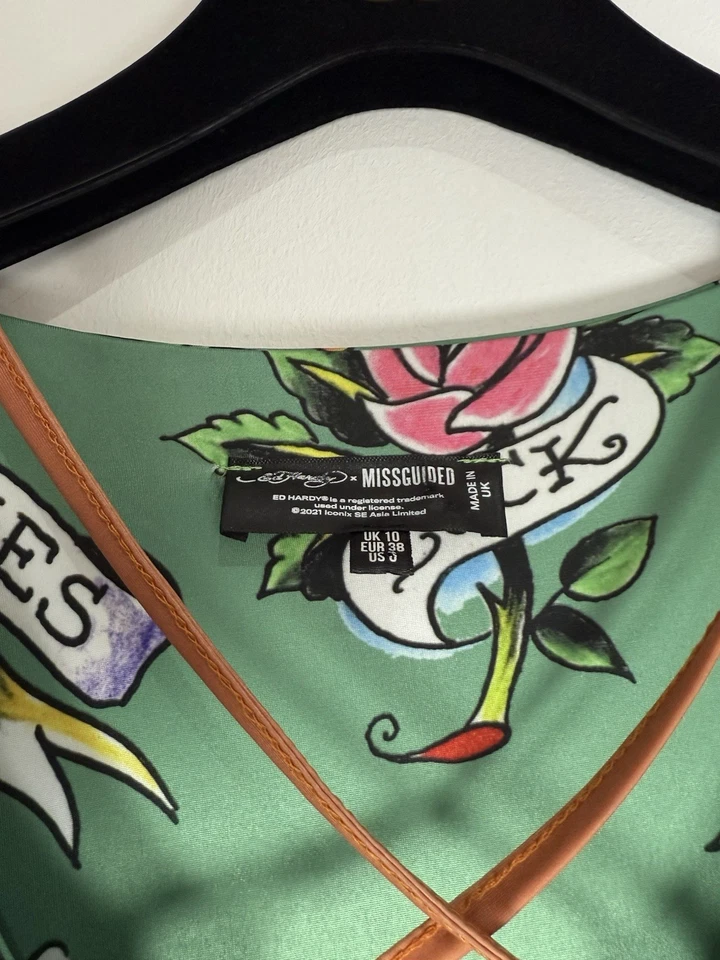 Ed Hardy x MISSGUIDED
MADE IN UK
ED HARDY® is a registered trademark
used under license.
©2021 Iconix SE Asia Limited
UK 10
EUR 38
US
CK
ES